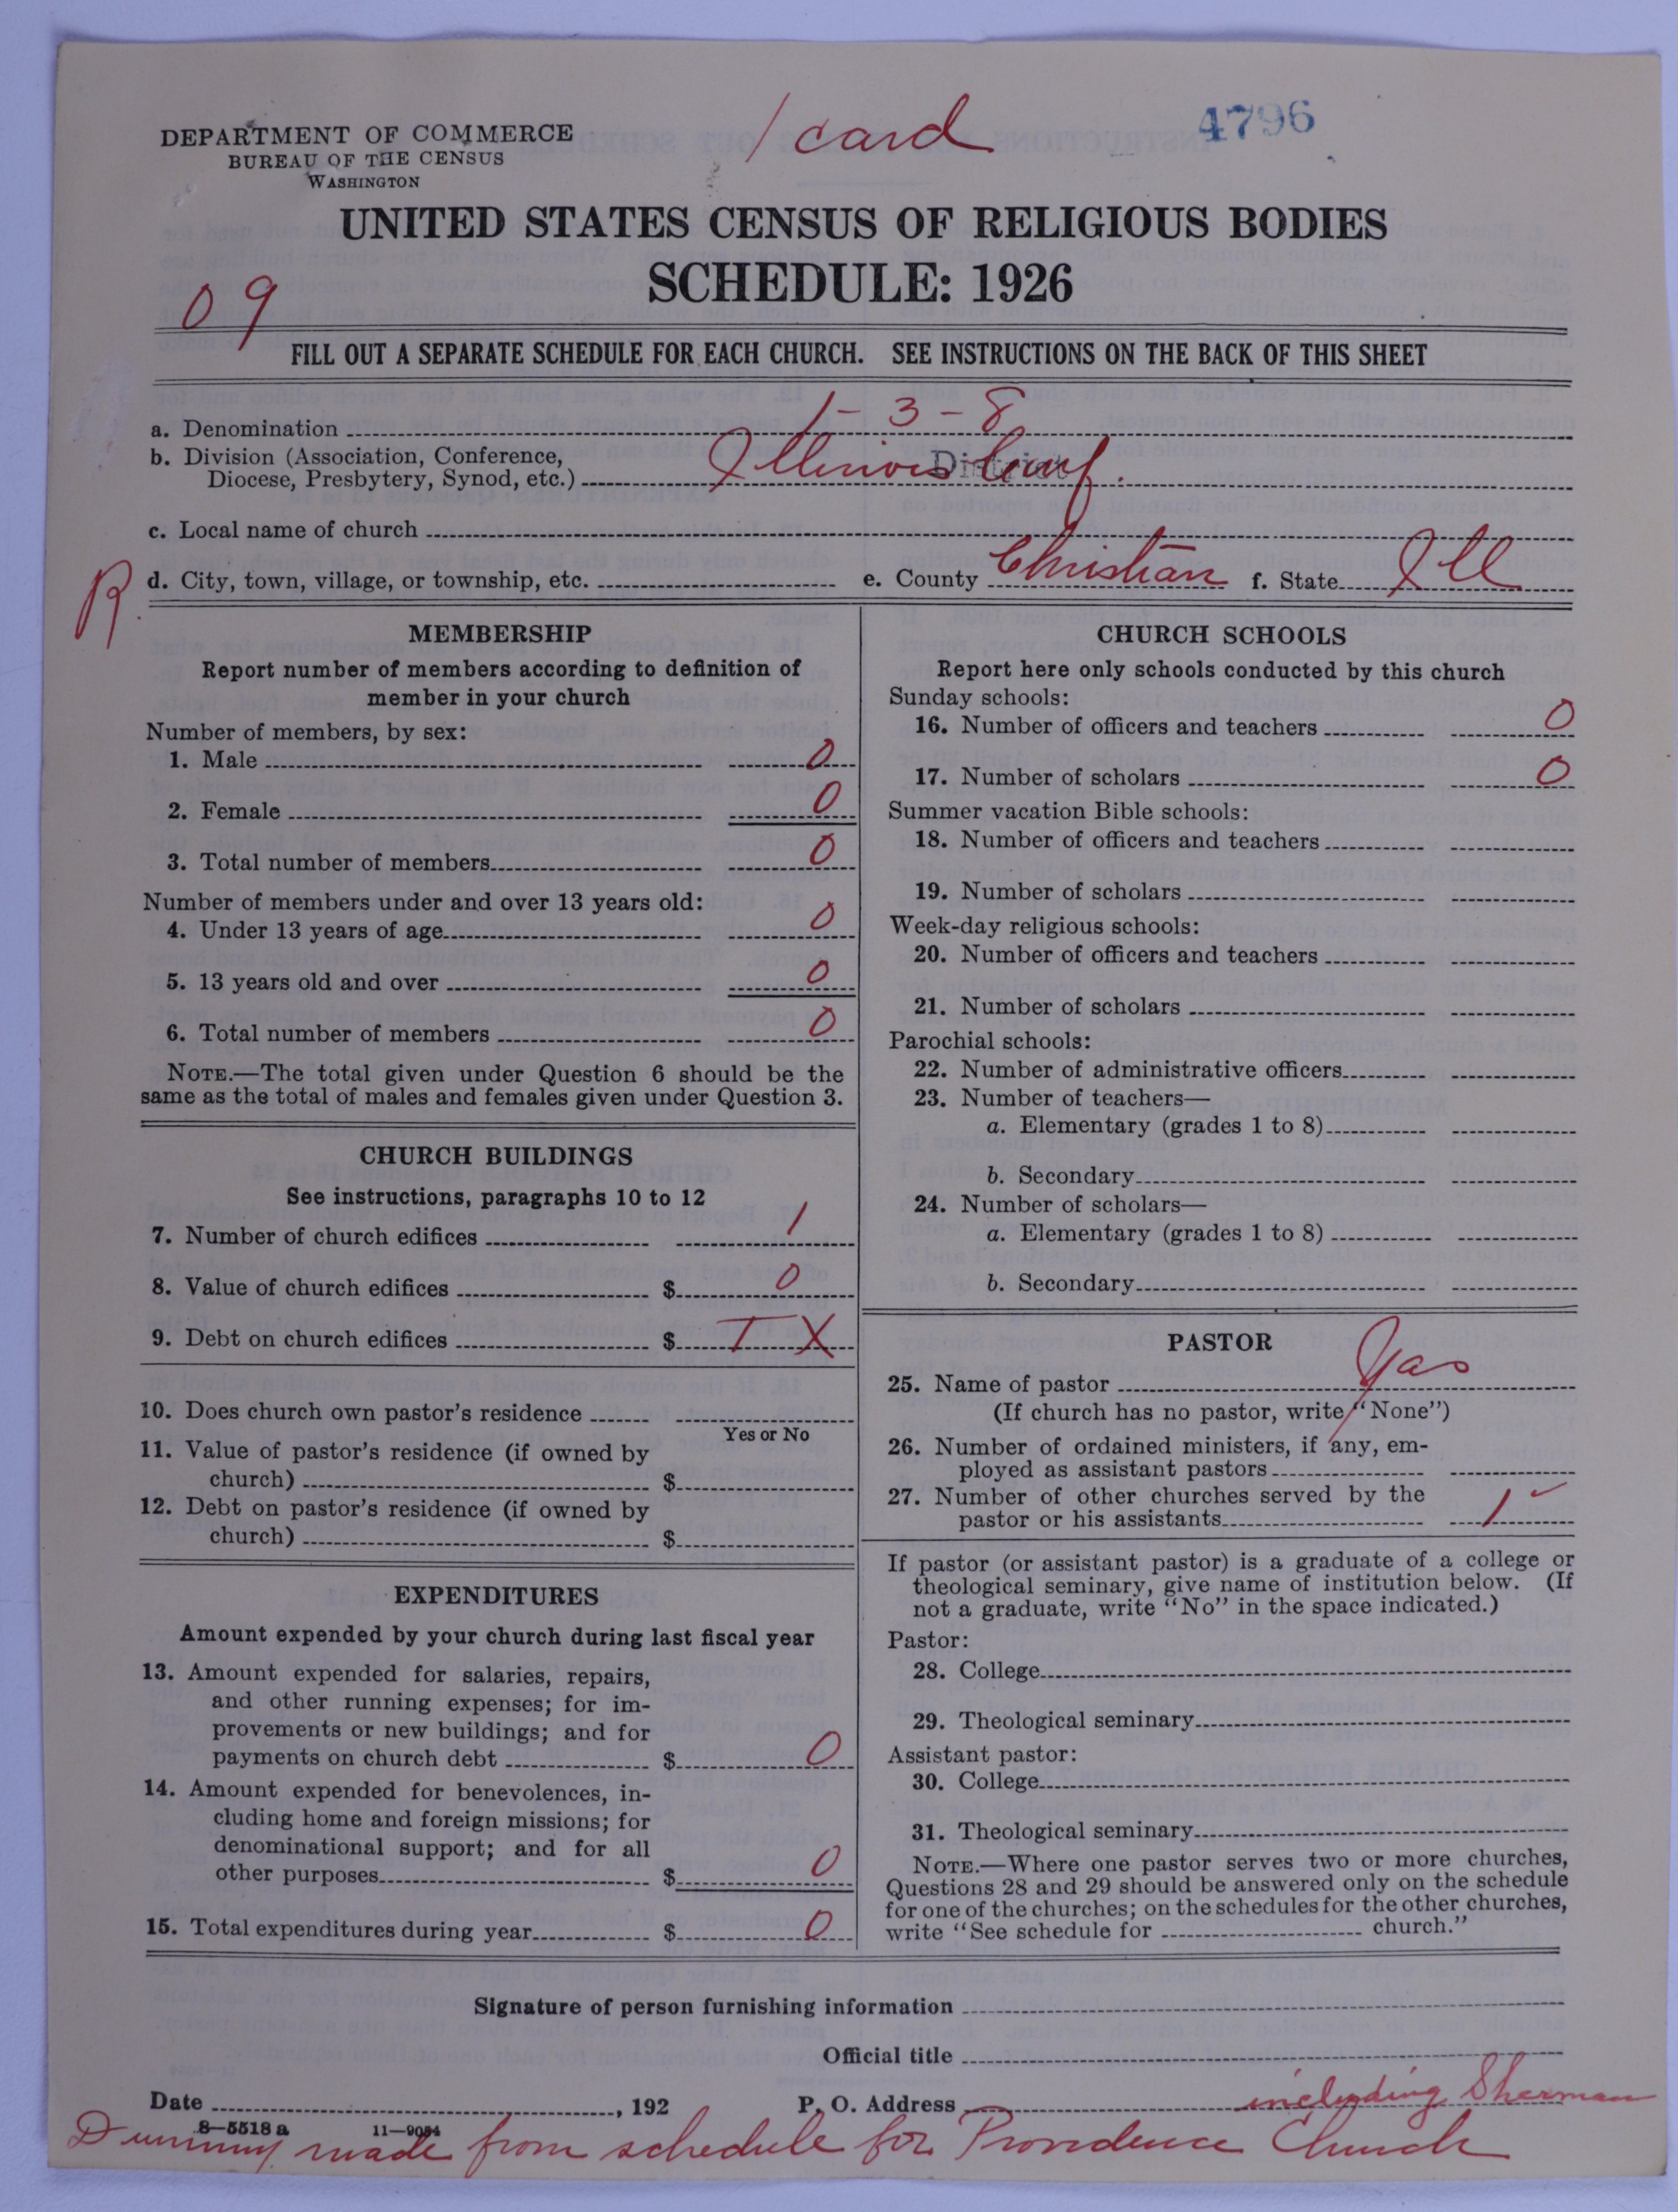 1 card
4796
DEPARTMENT OF COMMERCE
BUREAU OF THE CENSUS
WASHINGTON
UNITED STATES CENSUS OF RELIGIOUS BODIES
SCHEDULE: 1926
09
FILL OUT A SEPARATE SCHEDULE FOR EACH CHURCH. SEE INSTRUCTIONS ON THE BACK OF THIS SHEET
a. Denomination 1-3-8
b. Division (Association, Conference,
Diocese, Presbytery, Synod, etc.) Illinois Conf. District
c. Local name of church
R.
d. City, town, village, or township, etc. e. County Christian f. State Ill
MEMBERSHIP
Report number of members according to definition of
member in your church
Number of members, by sex:
1. Male 0
2. Female 0
3. Total number of members 0
Number of members under and over 13 years old:
4. Under 13 years of age 0
5. 13 years old and over 0
6. Total number of members 0
NOTE.—The total given under Question 6 should be the
same as the total of males and females given under Question 3.
CHURCH BUILDINGS
See instructions, paragraphs 10 to 12
7. Number of church edifices 1
8. Value of church edifices $ 0
9. Debt on church edifices $ T X
10. Does church own pastor's residence
Yes or No
11. Value of pastor's residence (if owned by
church) $
12. Debt on pastor's residence (if owned by
church) $
EXPENDITURES
Amount expended by your church during last fiscal year
13. Amount expended for salaries, repairs,
and other running expenses; for im-
provements or new buildings; and for
payments on church debt $ 0
14. Amount expended for benevolences, in-
cluding home and foreign missions; for
denominational support; and for all
other purposes $ 0
15. Total expenditures during year $ 0
CHURCH SCHOOLS
Report here only schools conducted by this church
Sunday schools:
16. Number of officers and teachers 0
17. Number of scholars 0
Summer vacation Bible schools:
18. Number of officers and teachers
19. Number of scholars
Week-day religious schools:
20. Number of officers and teachers
21. Number of scholars
Parochial schools:
22. Number of administrative officers
23. Number of teachers—
a. Elementary (grades 1 to 8)
b. Secondary
24. Number of scholars—
a. Elementary (grades 1 to 8)
b. Secondary
PASTOR
25. Name of pastor
(If church has no pastor, write "None")
26. Number of ordained ministers, if any, em-
ployed as assistant pastors
27. Number of other churches served by the
pastor or his assistants 1 ✓
If pastor (or assistant pastor) is a graduate of a college or
theological seminary, give name of institution below. (If
not a graduate, write "No" in the space indicated.)
Pastor:
28. College
29. Theological seminary
Assistant pastor:
30. College
31. Theological seminary
NOTE.—Where one pastor serves two or more churches,
Questions 28 and 29 should be answered only on the schedule
for one of the churches; on the schedules for the other churches,
write "See schedule for church."
Signature of person furnishing information
Official title
Date , 192 P. O. Address
8—5518 a 11—9054
including Sherman
Dummy made from schedule for Providence Church